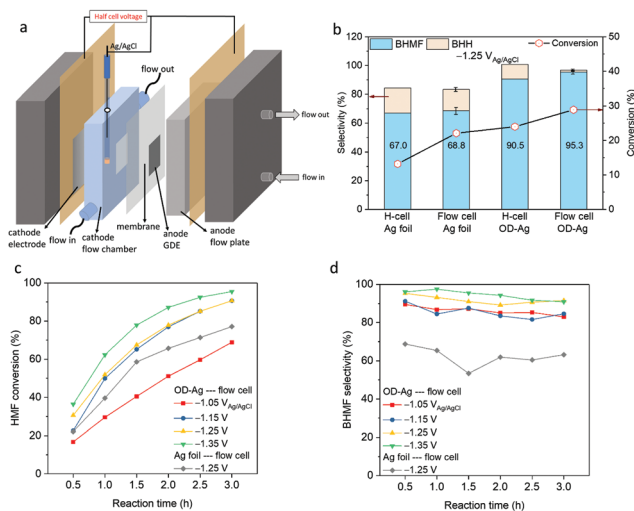 a
Half cell voltage
Ag/AgCl
flow out
flow out
flow in
cathode
electrode
flow in
cathode
flow chamber
membrane
anode
GDE
anode
flow plate
b
BHMF
BHH
Conversion
−1.25 V Ag/AgCl
Selectivity (%)
120
100
80
60
40
20
0
67.0
68.8
90.5
95.3
50
40
30
20
10
0
Conversion (%)
H-cell
Ag foil
Flow cell
Ag foil
H-cell
OD-Ag
Flow cell
OD-Ag
c
HMF conversion (%)
100
80
60
40
20
0
OD-Ag --- flow cell
−1.05 V Ag/AgCl
−1.15 V
−1.25 V
−1.35 V
Ag foil --- flow cell
−1.25 V
0.5 1.0 1.5 2.0 2.5 3.0
Reaction time (h)
d
BHMF selectivity (%)
100
80
60
40
20
0
OD-Ag --- flow cell
−1.05 V Ag/AgCl
−1.15 V
−1.25 V
−1.35 V
Ag foil --- flow cell
−1.25 V
0.5 1.0 1.5 2.0 2.5 3.0
Reaction time (h)